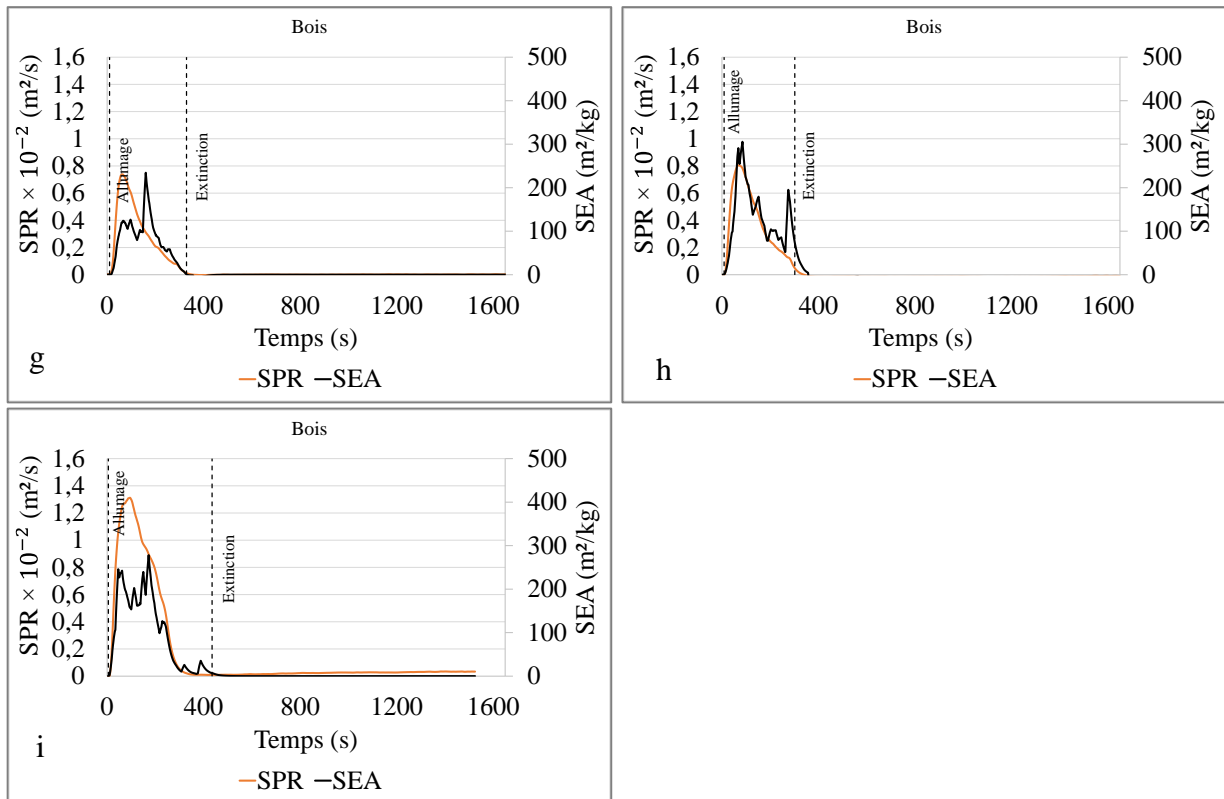 Bois
SPR × 10⁻² (m²/s)
1,6
1,4
1,2
1
0,8
0,6
0,4
0,2
0
Allumage
Extinction
500
400
300
200
100
0
SEA (m²/kg)
0 400 800 1200 1600
Temps (s)
g
SPR SEA
Bois
SPR × 10⁻² (m²/s)
1,6
1,4
1,2
1
0,8
0,6
0,4
0,2
0
Allumage
Extinction
500
400
300
200
100
0
SEA (m²/kg)
0 400 800 1200 1600
Temps (s)
h
SPR SEA
Bois
SPR × 10⁻² (m²/s)
1,6
1,4
1,2
1
0,8
0,6
0,4
0,2
0
Allumage
Extinction
500
400
300
200
100
0
SEA (m²/kg)
0 400 800 1200 1600
Temps (s)
i
SPR SEA